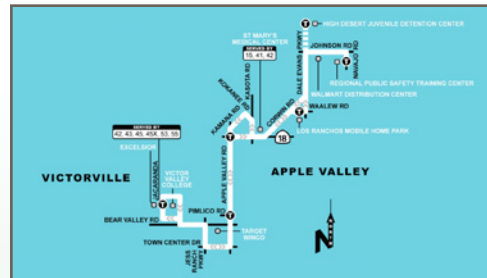 HIGH DESERT JUVENILE DETENTION CENTER
ST MARY'S
MEDICAL CENTER
SERVED BY
15, 41, 42
DALE EVANS PKWY
JOHNSON RD
NAVAJO RD
REGIONAL PUBLIC SAFETY TRAINING CENTER
WALMART DISTRIBUTION CENTER
KASOTA RD
KOKANEE RD
CORWIN RD
WAALEW RD
KAMANA RD
LOS RANCHOS MOBILE HOME PARK
18
SERVED BY
42, 43, 45, 45X, 53, 55
EXCELSIOR
VICTOR
VALLEY
COLLEGE
JACARANDA
VICTORVILLE
APPLE VALLEY RD
APPLE VALLEY
PIMLICO RD
BEAR VALLEY RD
TARGET
WINCO
TOWN CENTER DR
JESS
RANCH
PKWY
N